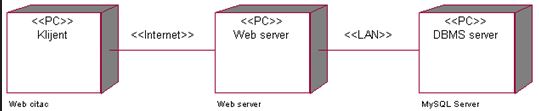 <<PC>>
Klijent
<<Internet>>
<<PC>>
Web server
<<LAN>>
<<PC>>
DBMS server
Web citac
Web server
MySQL Server